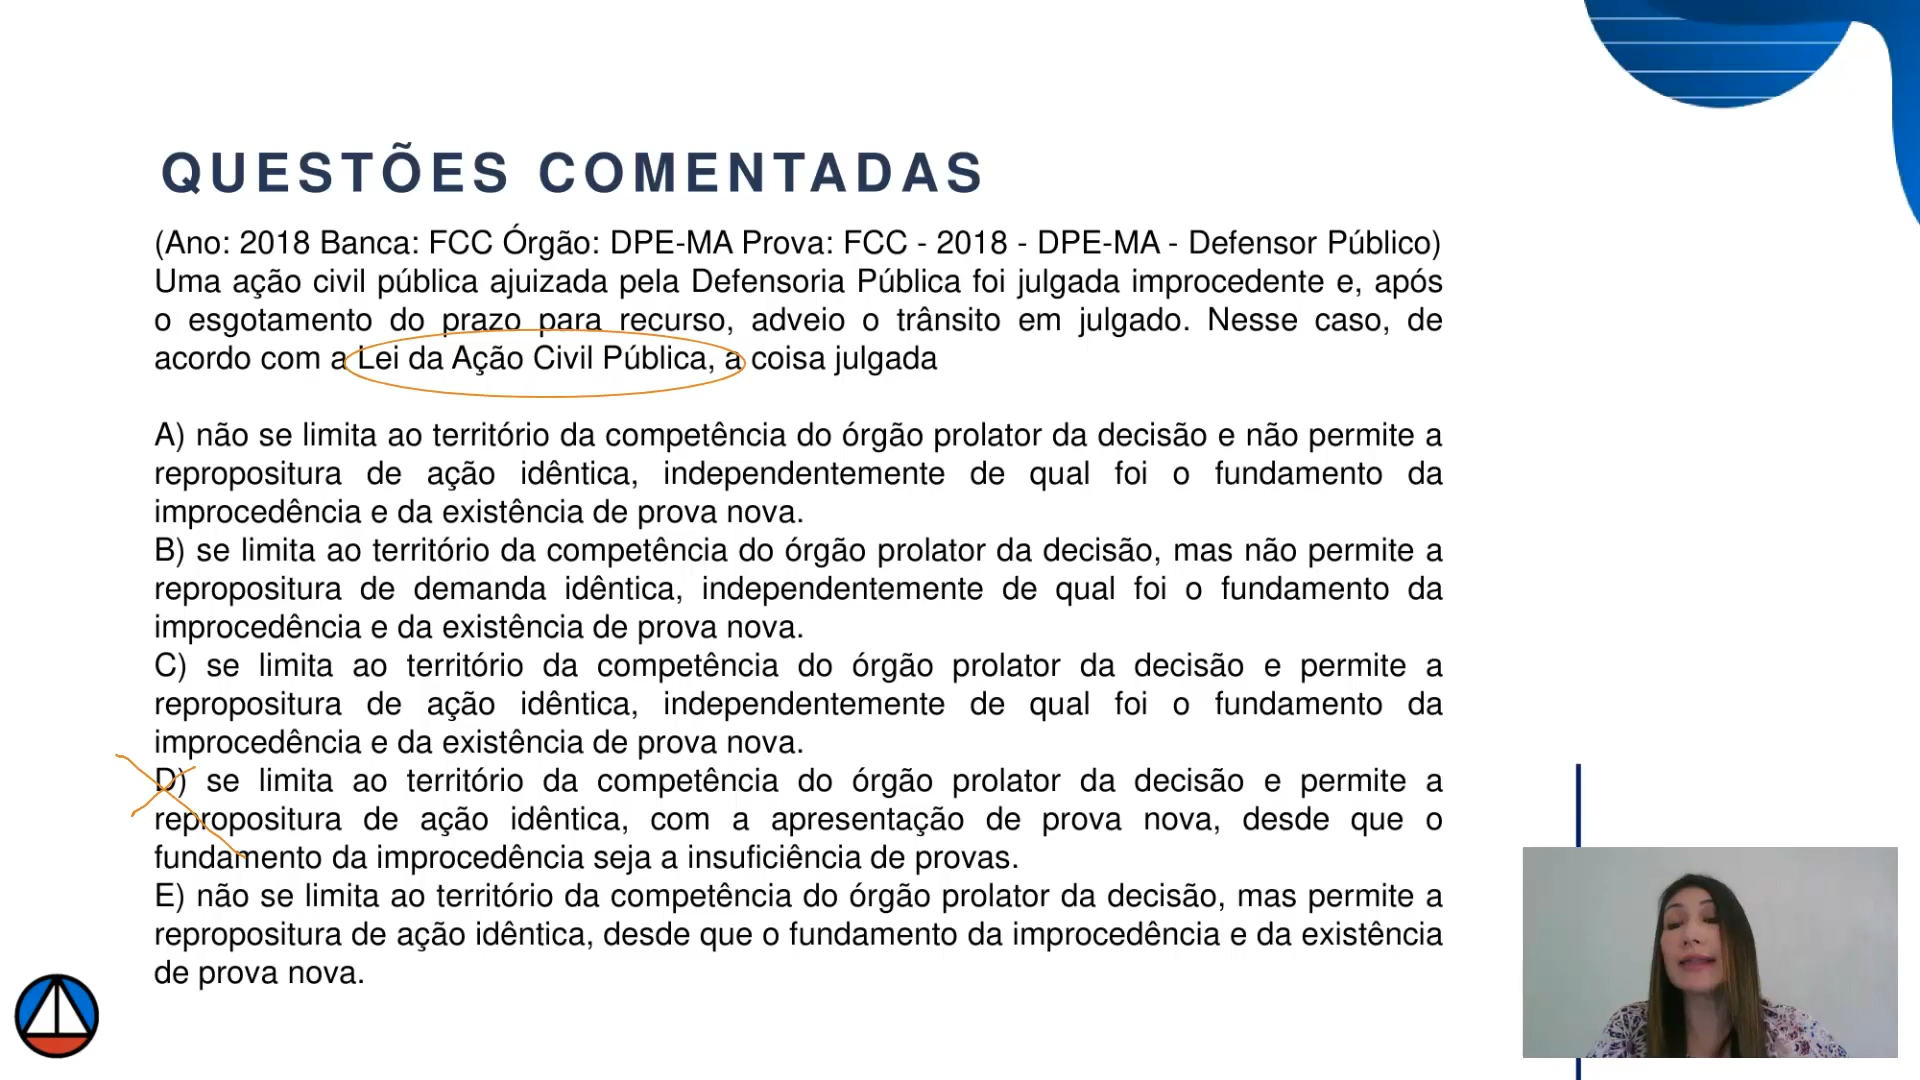 QUESTÕES COMENTADAS
(Ano: 2018 Banca: FCC Órgão: DPE-MA Prova: FCC - 2018 - DPE-MA - Defensor Público)
Uma ação civil pública ajuizada pela Defensoria Pública foi julgada improcedente e, após
o esgotamento do prazo para recurso, adveio o trânsito em julgado. Nesse caso, de
acordo com a Lei da Ação Civil Pública, a coisa julgada
A) não se limita ao território da competência do órgão prolator da decisão e não permite a
repropositura de ação idêntica, independentemente de qual foi o fundamento da
improcedência e da existência de prova nova.
B) se limita ao território da competência do órgão prolator da decisão, mas não permite a
repropositura de demanda idêntica, independentemente de qual foi o fundamento da
improcedência e da existência de prova nova.
C) se limita ao território da competência do órgão prolator da decisão e permite a
repropositura de ação idêntica, independentemente de qual foi o fundamento da
improcedência e da existência de prova nova.
D) se limita ao território da competência do órgão prolator da decisão e permite a
repropositura de ação idêntica, com a apresentação de prova nova, desde que o
fundamento da improcedência seja a insuficiência de provas.
E) não se limita ao território da competência do órgão prolator da decisão, mas permite a
repropositura de ação idêntica, desde que o fundamento da improcedência e da existência
de prova nova.